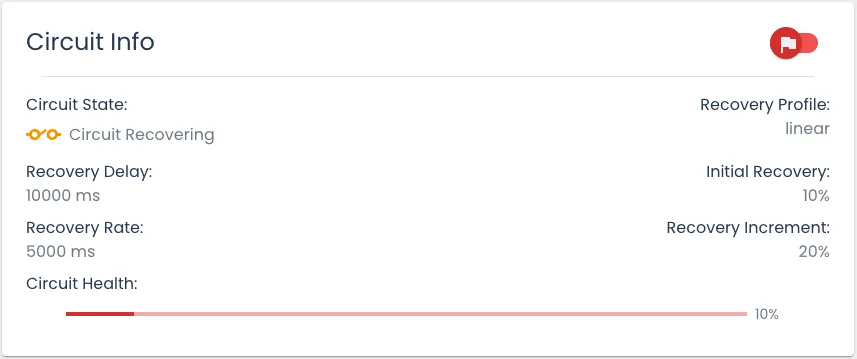 Circuit Info
Circuit State:
Recovery Profile:
Circuit Recovering
linear
Recovery Delay:
Initial Recovery:
10000 ms
10%
Recovery Rate:
Recovery Increment:
5000 ms
20%
Circuit Health:
10%